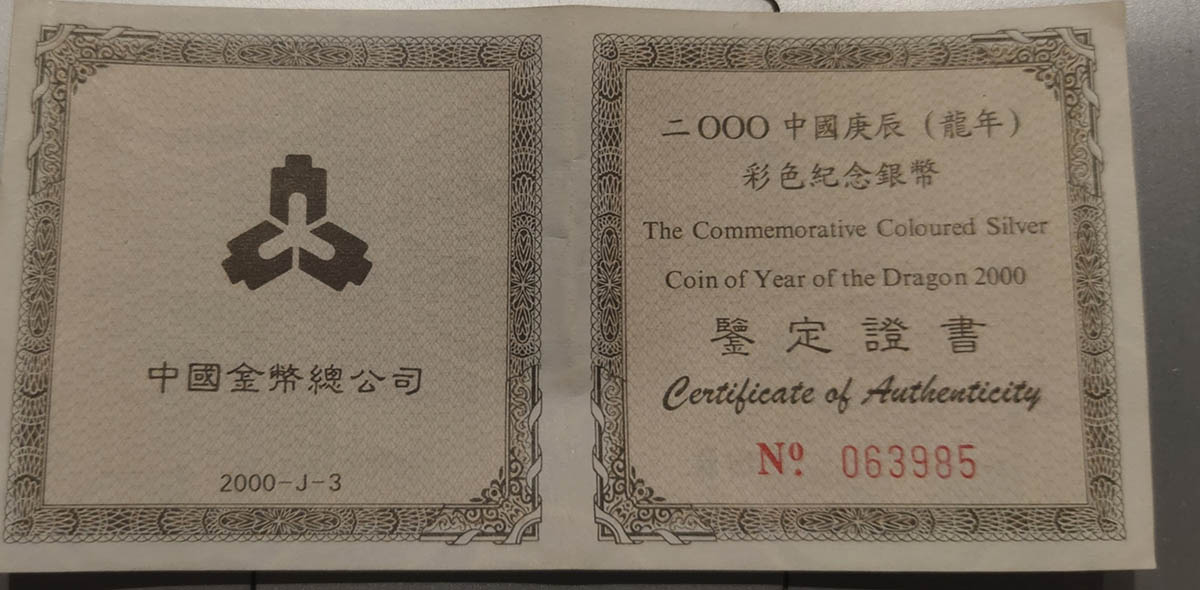 中國金幣總公司
2000-J-3
二OOO中國庚辰(龍年)
彩色紀念銀幣
The Commemorative Coloured Silver
Coin of Year of the Dragon 2000
鑒定證書
Certificate of Authenticity
Nº 063985